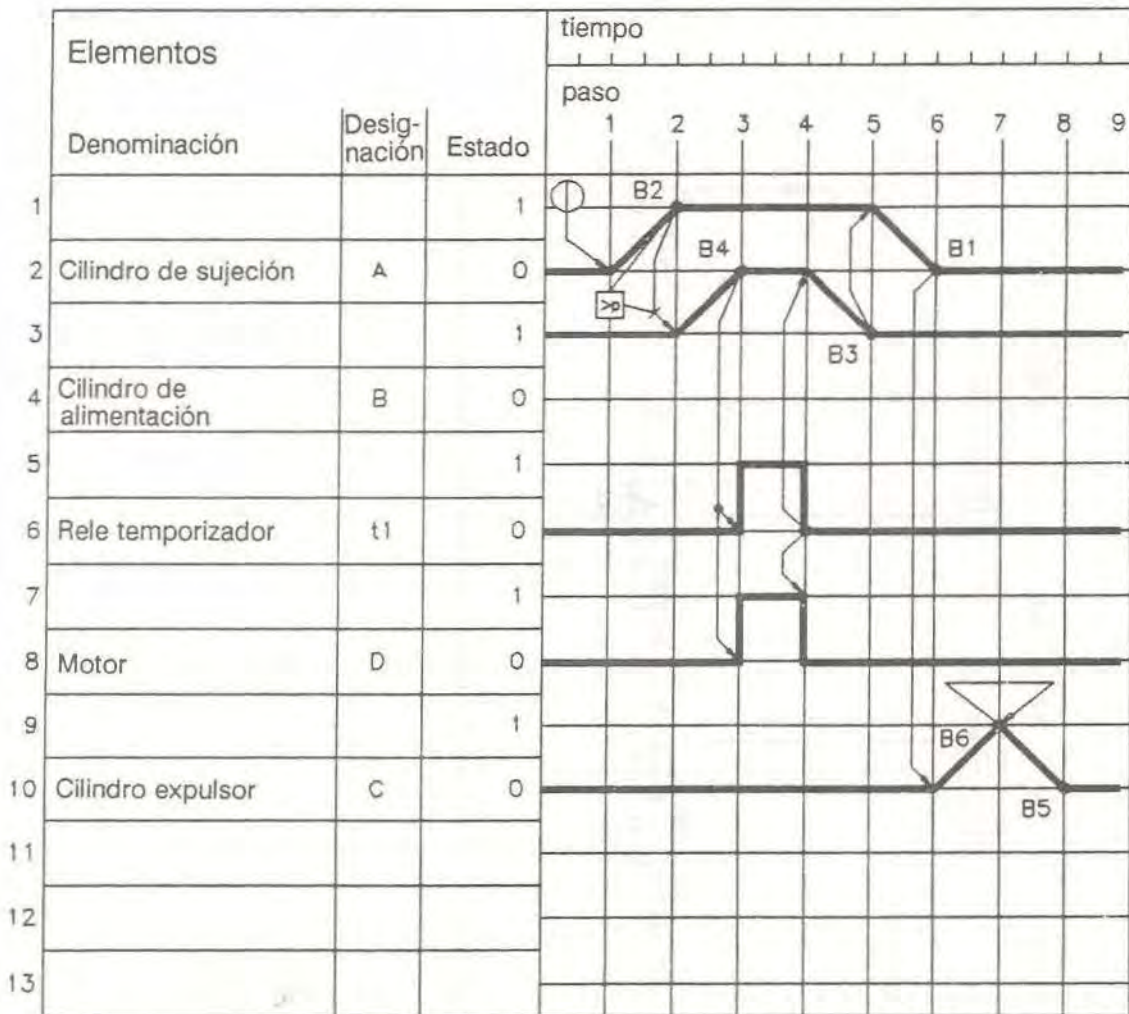 Elementos
tiempo
paso
Denominación
Desig-
nación
Estado
1 2 3 4 5 6 7 8 9
1 1 B2
2 Cilindro de sujeción A 0 B4 B1
3 1 B3
4 Cilindro de
alimentación B 0
5 1
6 Rele temporizador t1 0
7 1
8 Motor D 0
9 1 B6
10 Cilindro expulsor C 0 B5
11
12
13